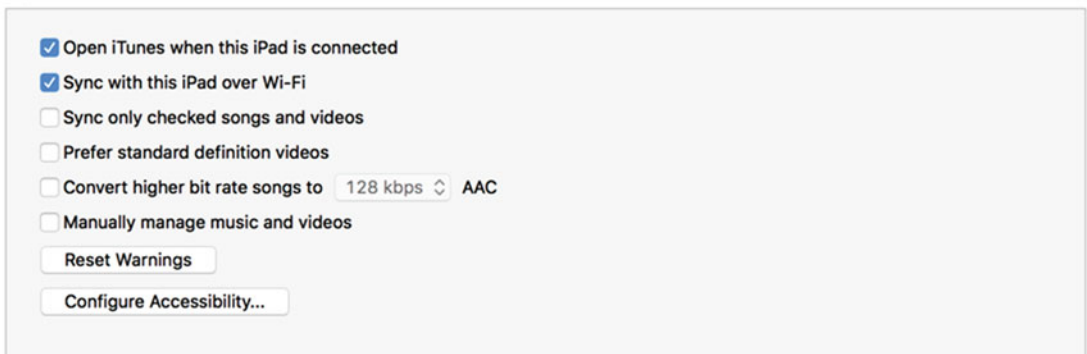 Open iTunes when this iPad is connected
Sync with this iPad over Wi-Fi
Sync only checked songs and videos
Prefer standard definition videos
Convert higher bit rate songs to 128 kbps AAC
Manually manage music and videos
Reset Warnings
Configure Accessibility...